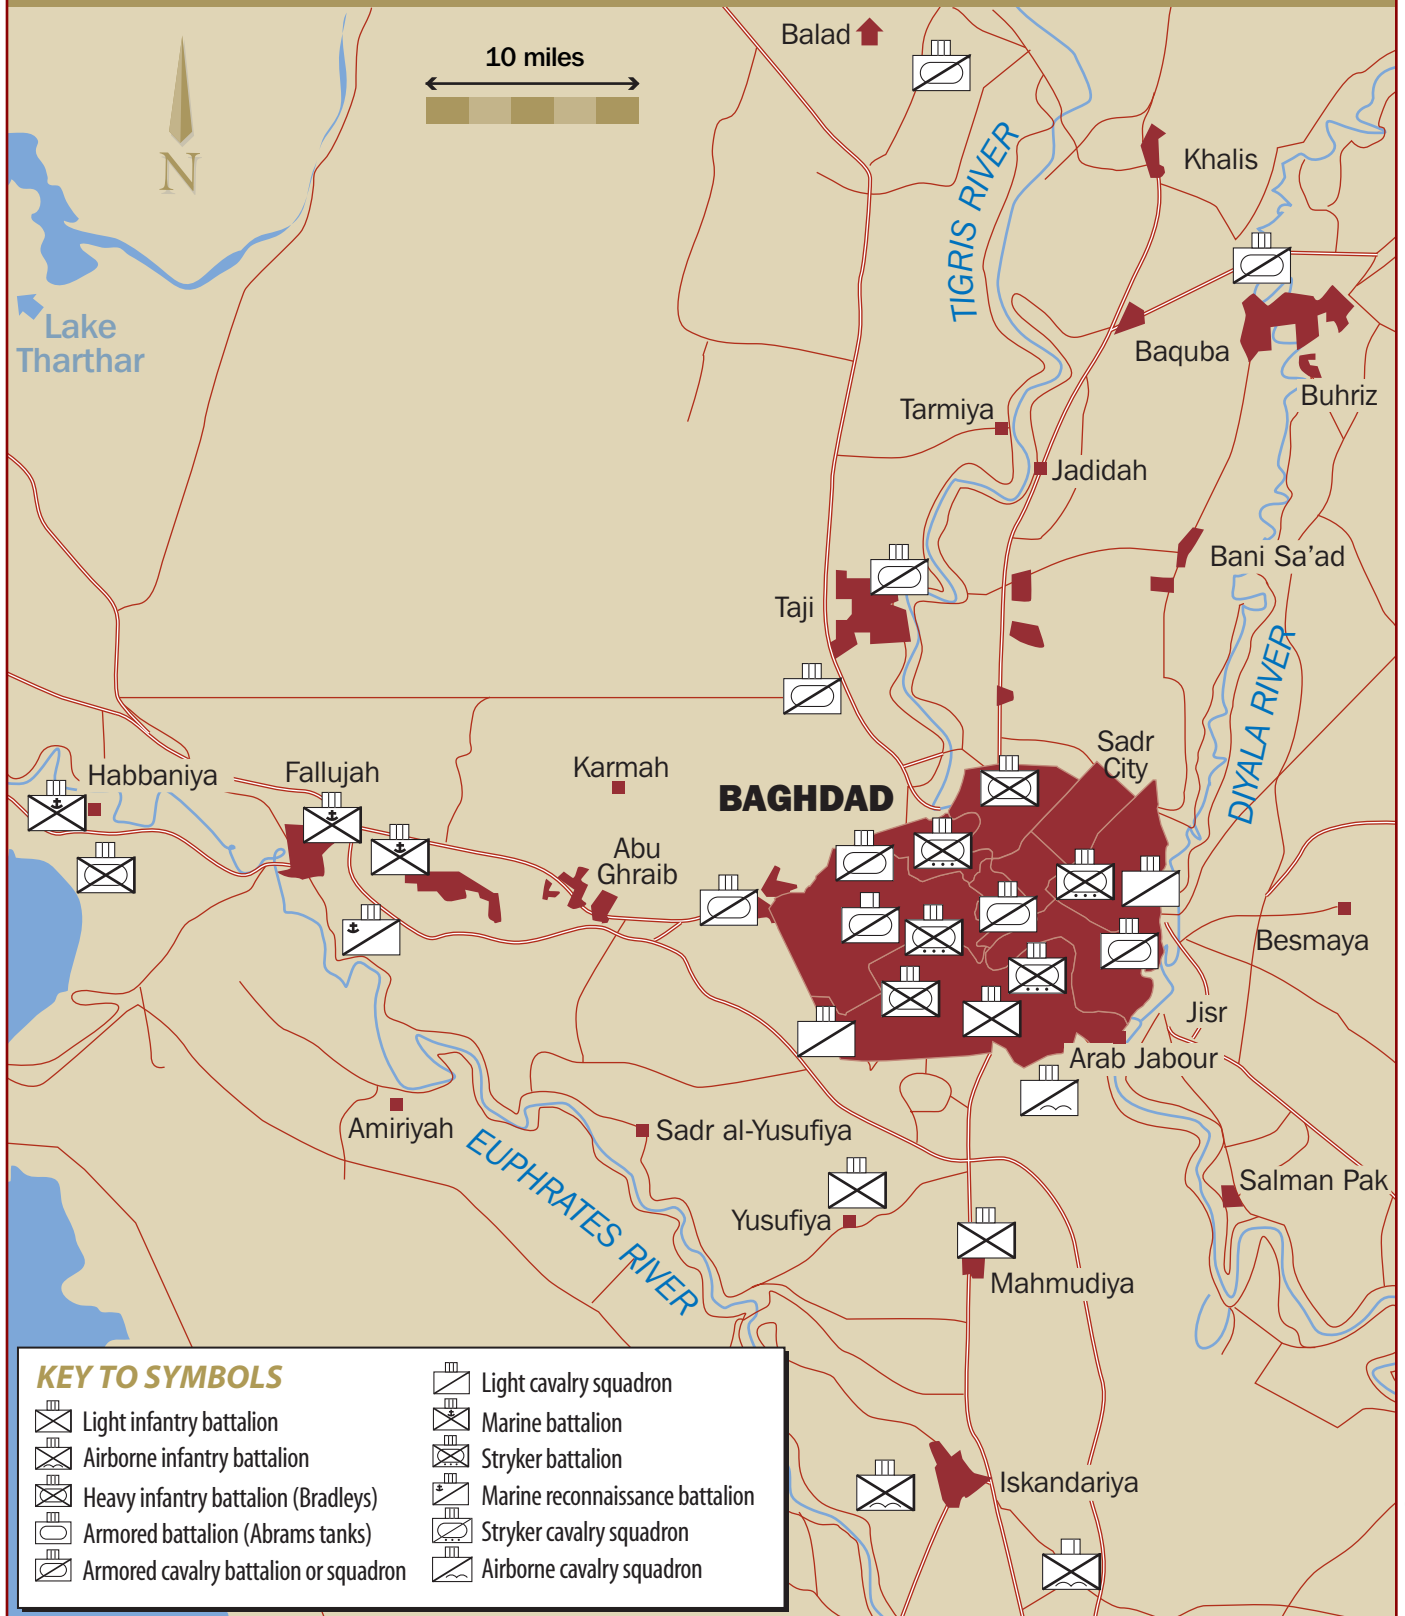 Balad
10 miles
N
TIGRIS RIVER
Khalis
Lake
Tharthar
Baquba
Buhriz
Tarmiya
Jadidah
Bani Sa’ad
Taji
DIYALA RIVER
Sadr
City
Habbaniya
Fallujah
Karmah
BAGHDAD
Abu
Ghraib
Besmaya
Jisr
Arab Jabour
Amiriyah
Sadr al-Yusufiya
EUPHRATES RIVER
Salman Pak
Yusufiya
Mahmudiya
Iskandariya
KEY TO SYMBOLS
Light infantry battalion
Airborne infantry battalion
Heavy infantry battalion (Bradleys)
Armored battalion (Abrams tanks)
Armored cavalry battalion or squadron
Light cavalry squadron
Marine battalion
Stryker battalion
Marine reconnaissance battalion
Stryker cavalry squadron
Airborne cavalry squadron